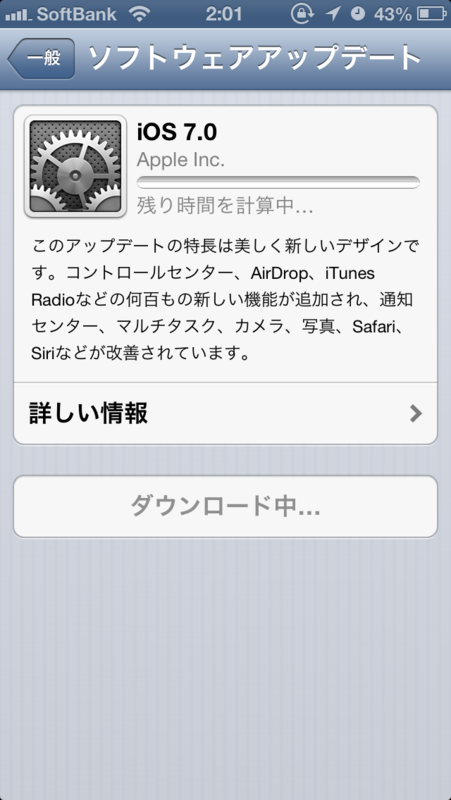 SoftBank 2:01 43%
一般 ソフトウェアアップデート
iOS 7.0
Apple Inc.
残り時間を計算中...
このアップデートの特長は美しく新しいデザインで
す。コントロールセンター、AirDrop、iTunes
Radioなどの何百もの新しい機能が追加され、通知
センター、マルチタスク、カメラ、写真、Safari、
Siriなどが改善されています。
詳しい情報
ダウンロード中...